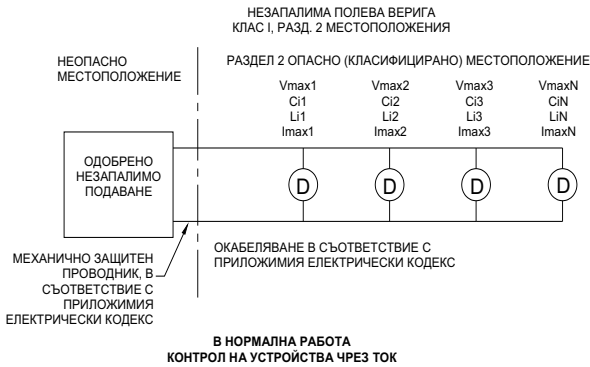 НЕЗАПАЛИМА ПОЛЕВА ВЕРИГА
КЛАС I, РАЗД. 2 МЕСТОПОЛОЖЕНИЯ
НЕОПАСНО
МЕСТОПОЛОЖЕНИЕ
РАЗДЕЛ 2 ОПАСНО (КЛАСИФИЦИРАНО) МЕСТОПОЛОЖЕНИЕ
Vmax1 Vmax2 Vmax3 VmaxN
Ci1 Ci2 Ci3 CiN
Li1 Li2 Li3 LiN
Imax1 Imax2 Imax3 ImaxN
ОДОБРЕНО
НЕЗАПАЛИМО
ПОДАВАНЕ
D D D D
МЕХАНИЧНО ЗАЩИТЕН
ПРОВОДНИК, В
СЪОТВЕТСТВИЕ С
ПРИЛОЖИМИЯ
ЕЛЕКТРИЧЕСКИ КОДЕКС
ОКАБЕЛЯВАНЕ В СЪОТВЕТСТВИЕ С
ПРИЛОЖИМИЯ ЕЛЕКТРИЧЕСКИ КОДЕКС
В НОРМАЛНА РАБОТА
КОНТРОЛ НА УСТРОЙСТВА ЧРЕЗ ТОК